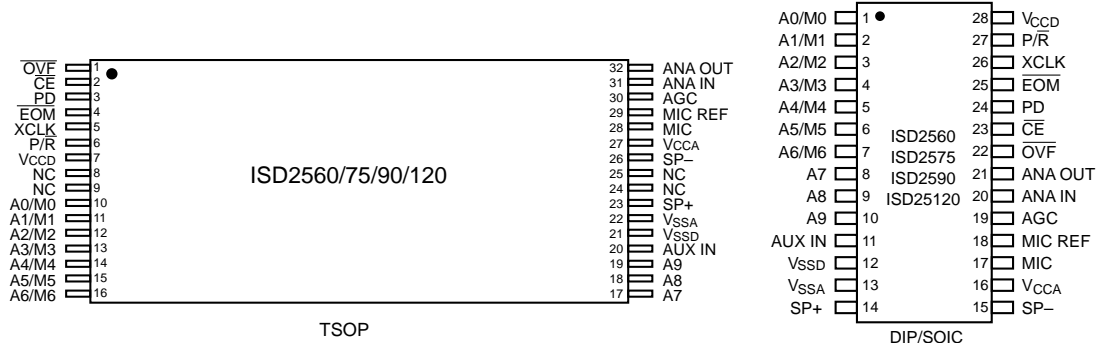 OVF 1 32 ANA OUT
CE 2 31 ANA IN
PD 3 30 AGC
EOM 4 29 MIC REF
XCLK 5 28 MIC
P/R̅ 6 27 VCCA
VCCD 7 26 SP–
NC 8 25 NC
NC 9 24 NC
A0/M0 10 23 SP+
A1/M1 11 22 VSSA
A2/M2 12 21 VSSD
A3/M3 13 20 AUX IN
A4/M4 14 19 A9
A5/M5 15 18 A8
A6/M6 16 17 A7
ISD2560/75/90/120
TSOP
A0/M0 1 28 VCCD
A1/M1 2 27 P/R̅
A2/M2 3 26 XCLK
A3/M3 4 25 EOM
A4/M4 5 24 PD
A5/M5 6 23 CE
A6/M6 7 22 OVF
A7 8 21 ANA OUT
A8 9 20 ANA IN
A9 10 19 AGC
AUX IN 11 18 MIC REF
VSSD 12 17 MIC
VSSA 13 16 VCCA
SP+ 14 15 SP–
ISD2560
ISD2575
ISD2590
ISD25120
DIP/SOIC